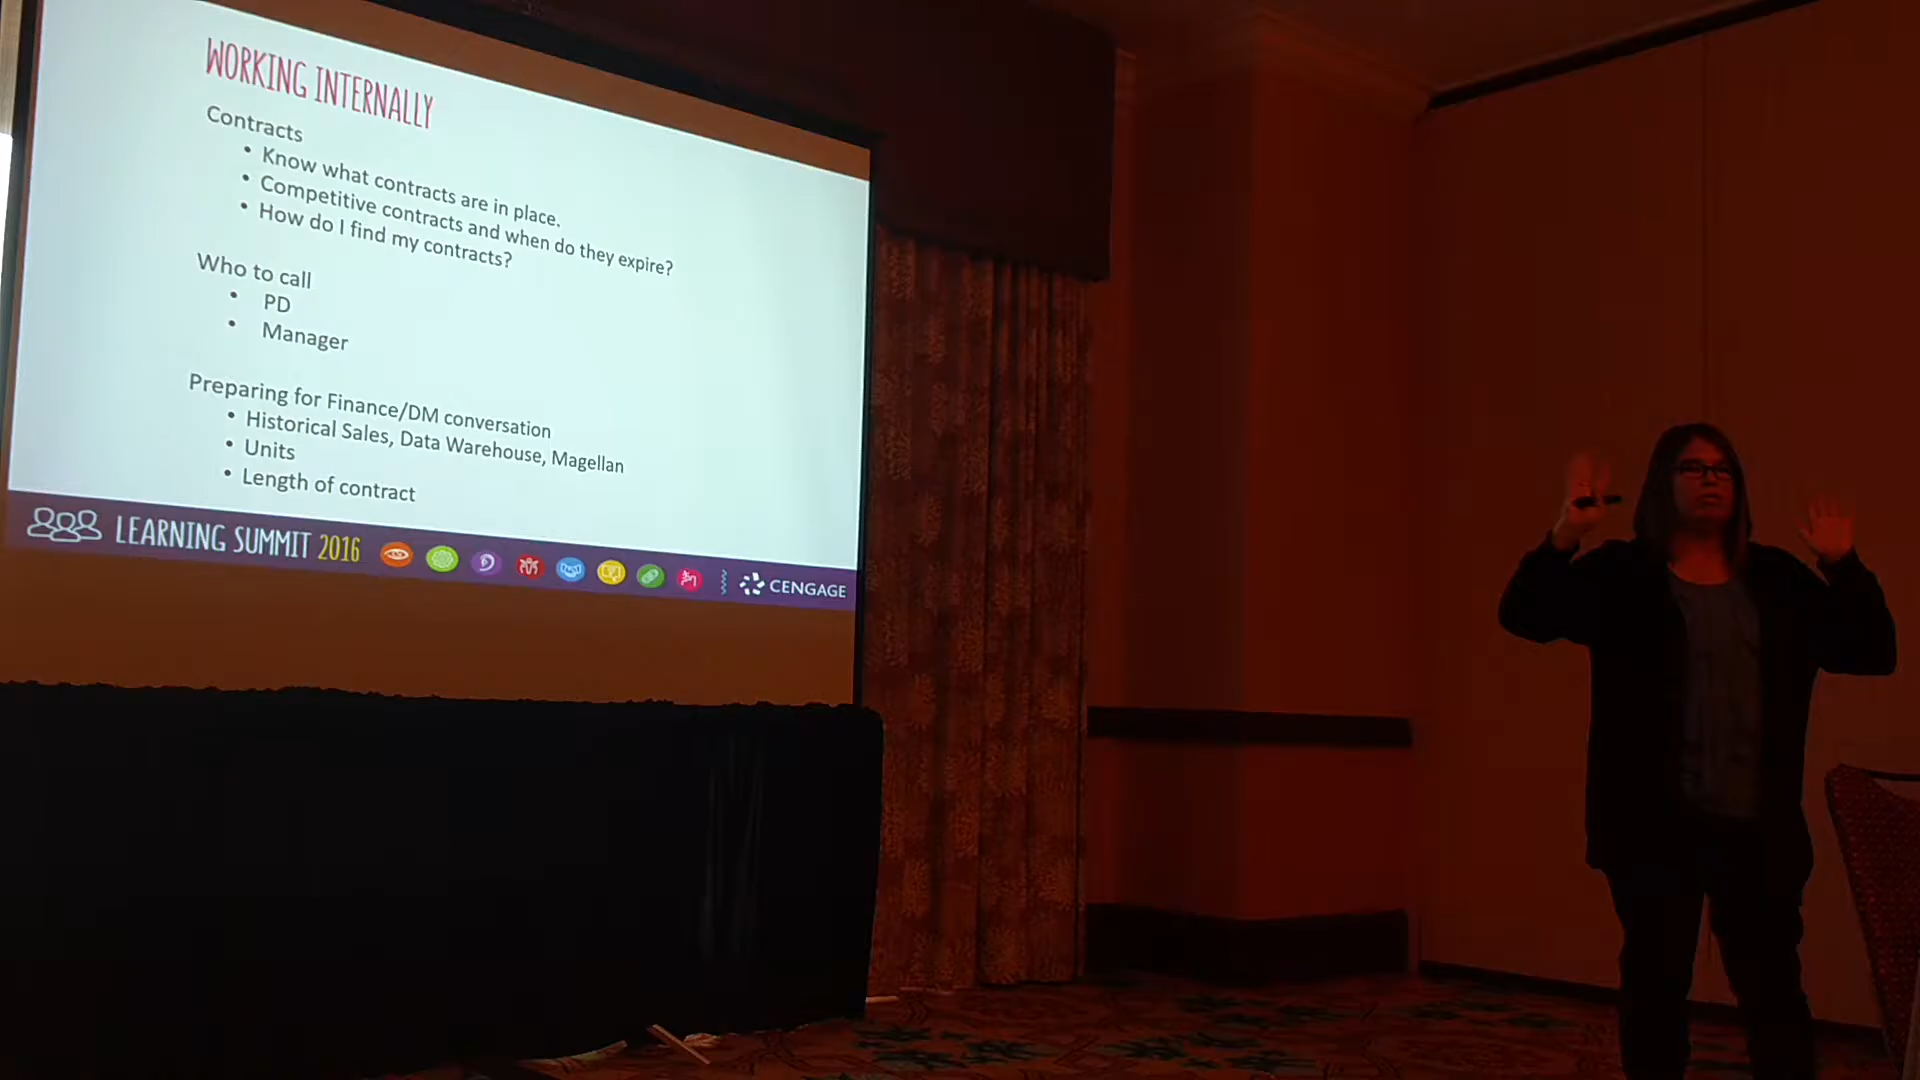 WORKING INTERNALLY
Contracts
• Know what contracts are in place.
• Competitive contracts and when do they expire?
• How do I find my contracts?
Who to call
• PD
• Manager
Preparing for Finance/DM conversation
• Historical Sales, Data Warehouse, Magellan
• Units
• Length of contract
LEARNING SUMMIT 2016
CENGAGE